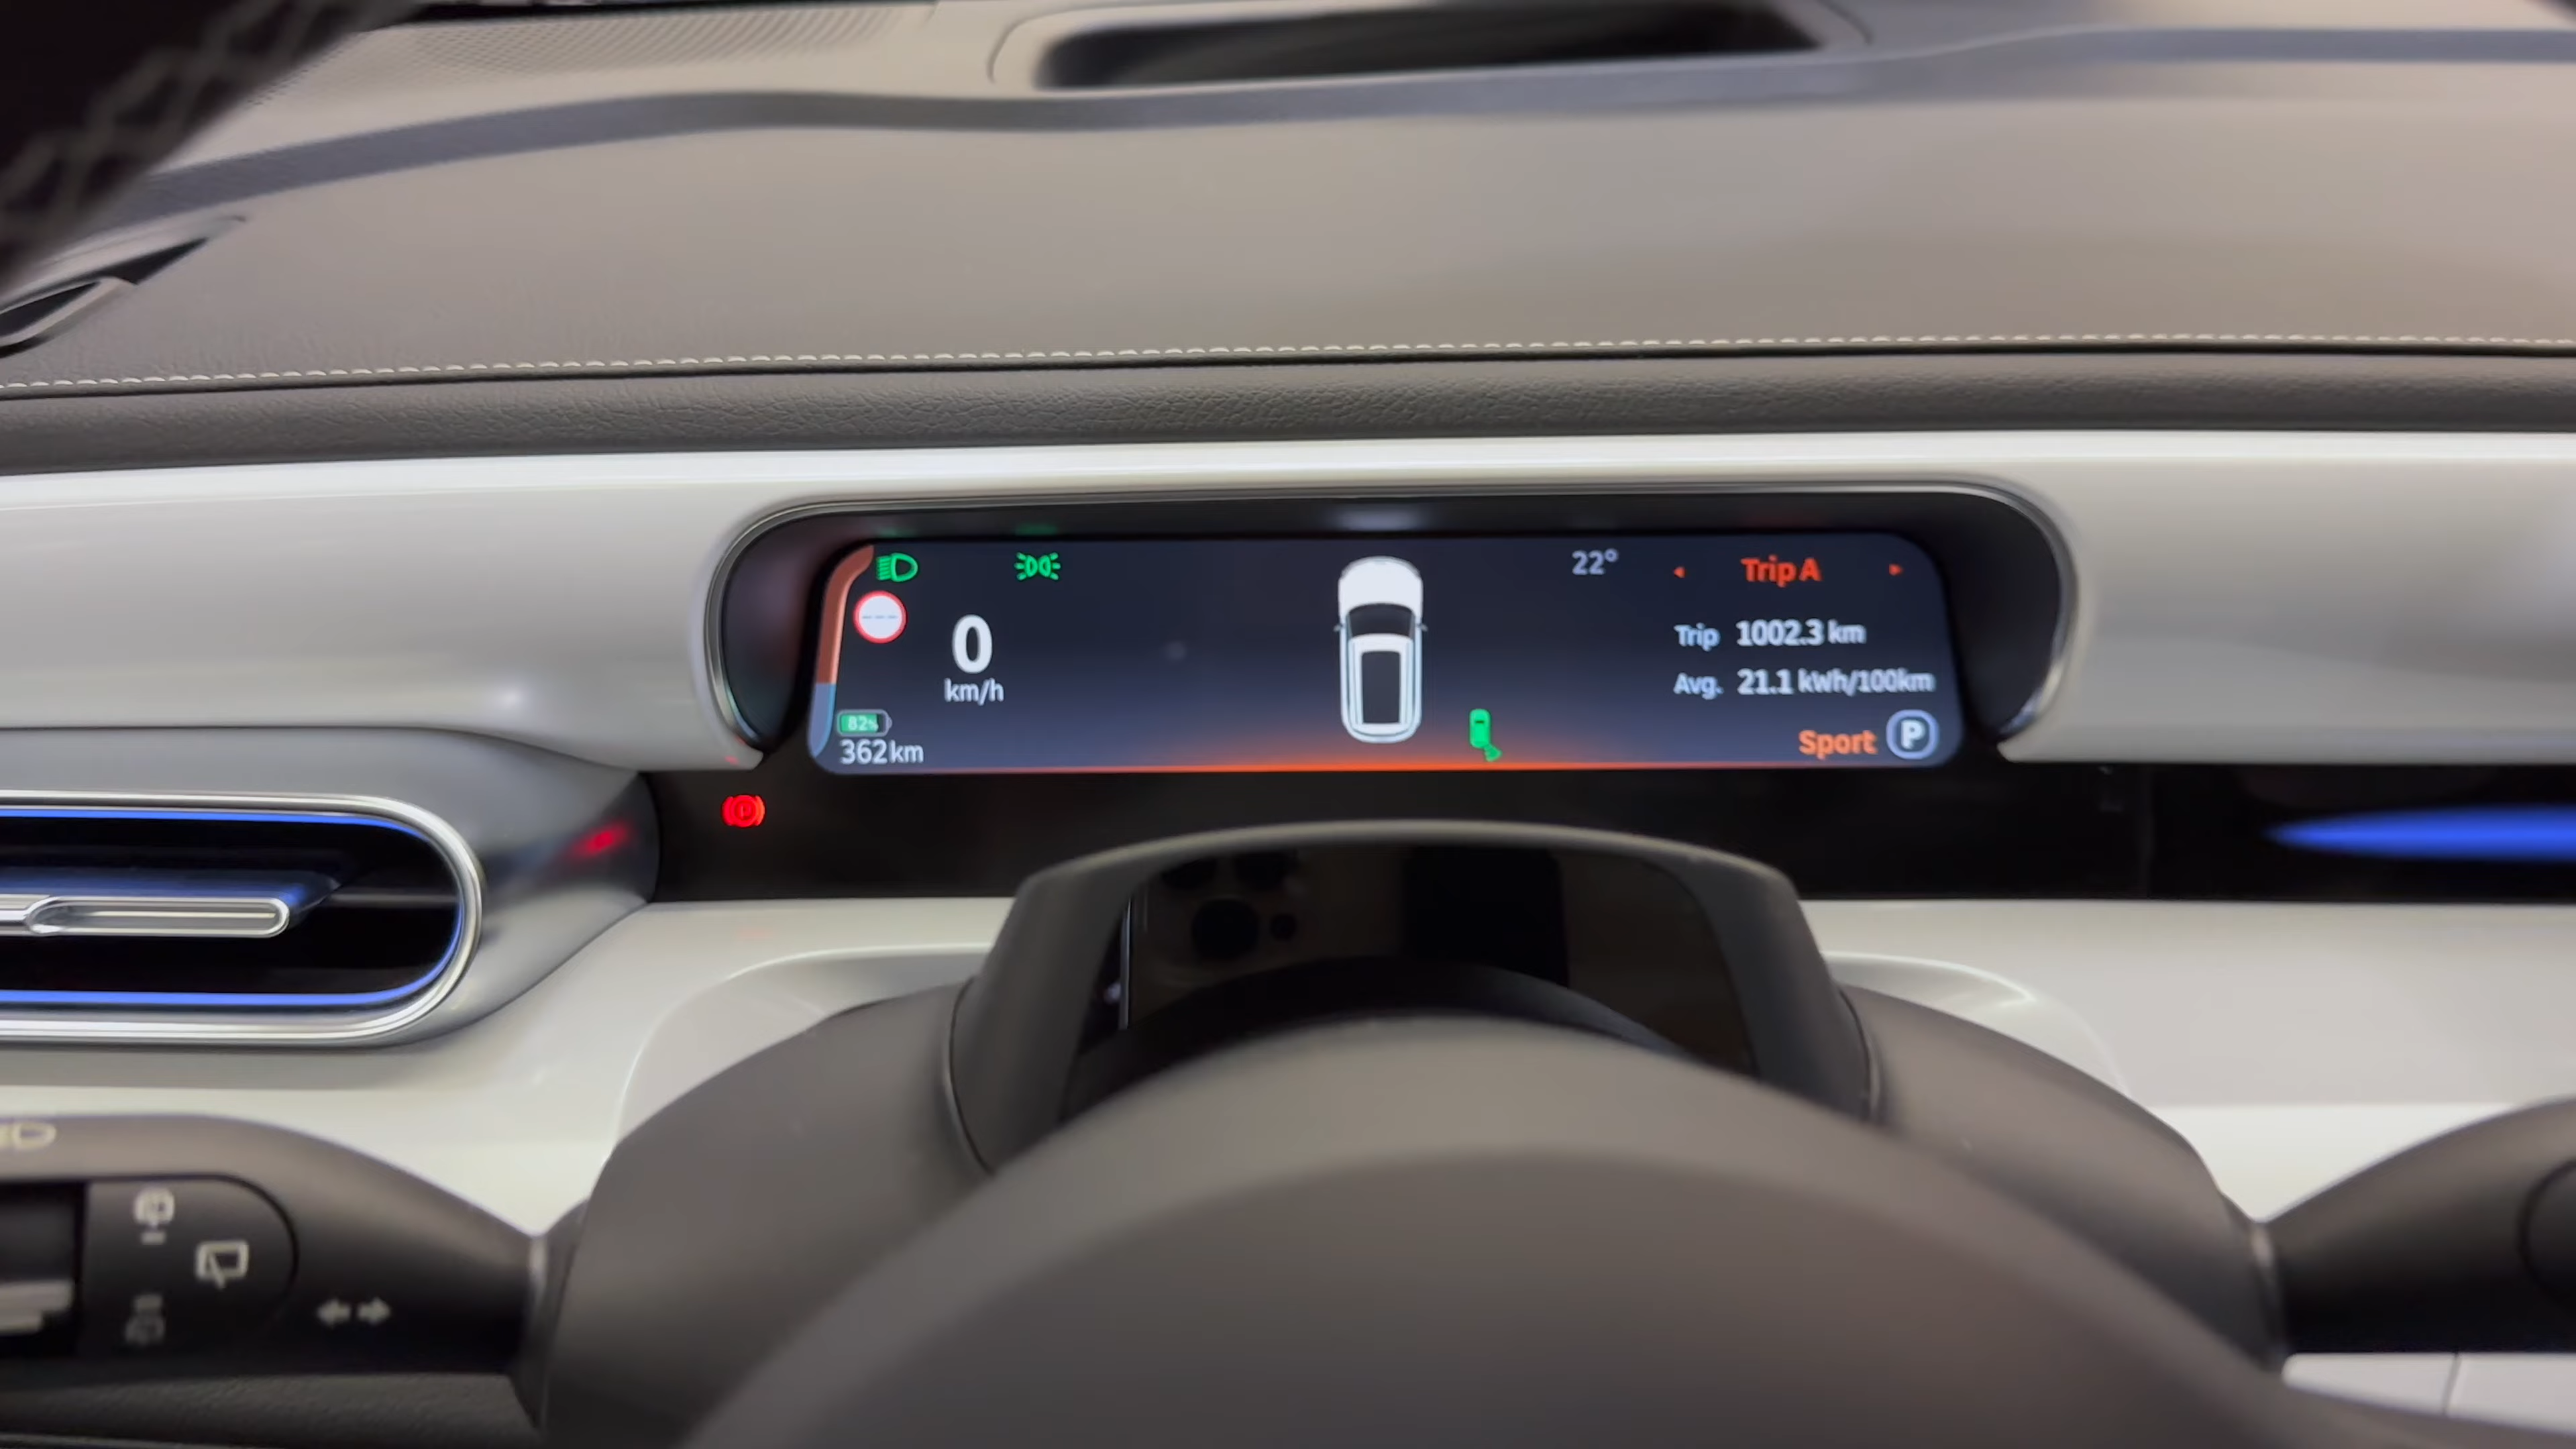 22°
Trip A
0
km/h
Trip 1002.3 km
Avg. 21.1 kWh/100km
82%
362km
Sport P